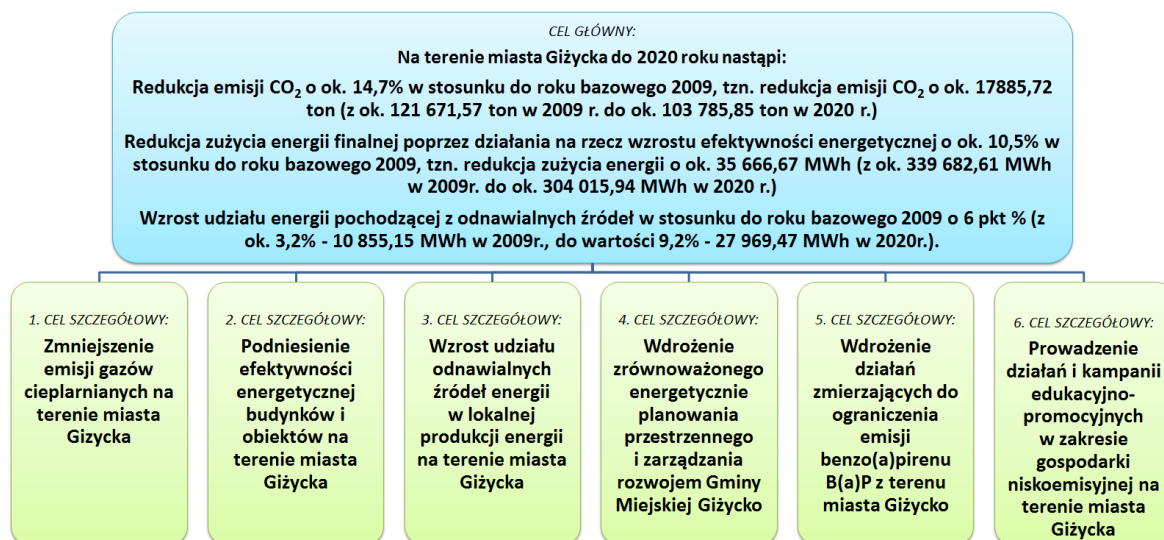 CEL GŁÓWNY:
Na terenie miasta Giżycka do 2020 roku nastąpi:
Redukcja emisji CO₂ o ok. 14,7% w stosunku do roku bazowego 2009, tzn. redukcja emisji CO₂ o ok. 17885,72
ton (z ok. 121 671,57 ton w 2009 r. do ok. 103 785,85 ton w 2020 r.)
Redukcja zużycia energii finalnej poprzez działania na rzecz wzrostu efektywności energetycznej o ok. 10,5% w
stosunku do roku bazowego 2009, tzn. redukcja zużycia energii o ok. 35 666,67 MWh (z ok. 339 682,61 MWh
w 2009r. do ok. 304 015,94 MWh w 2020 r.)
Wzrost udziału energii pochodzącej z odnawialnych źródeł w stosunku do roku bazowego 2009 o 6 pkt % (z
ok. 3,2% - 10 855,15 MWh w 2009r., do wartości 9,2% - 27 969,47 MWh w 2020r.).
1. CEL SZCZEGÓŁOWY:
Zmniejszenie
emisji gazów
cieplarnianych na
terenie miasta
Gizycka
2. CEL SZCZEGÓŁOWY:
Podniesienie
efektywności
energetycznej
budynków i
obiektów na
terenie miasta
Giżycka
3. CEL SZCZEGÓŁOWY:
Wzrost udziału
odnawialnych
źródeł energii
w lokalnej
produkcji energii
na terenie miasta
Giżycka
4. CEL SZCZEGÓŁOWY:
Wdrożenie
zrównoważonego
energetycznie
planowania
przestrzennego
i zarządzania
rozwojem Gminy
Miejskiej Giżycko
5. CEL SZCZEGÓŁOWY:
Wdrożenie
działań
zmierzających do
ograniczenia
emisji
benzo(a)pirenu
B(a)P z terenu
miasta Giżycko
6. CEL SZCZEGÓŁOWY:
Prowadzenie
działań i kampanii
edukacyjno-
promocyjnych
w zakresie
gospodarki
niskoemisyjnej na
terenie miasta
Giżycka